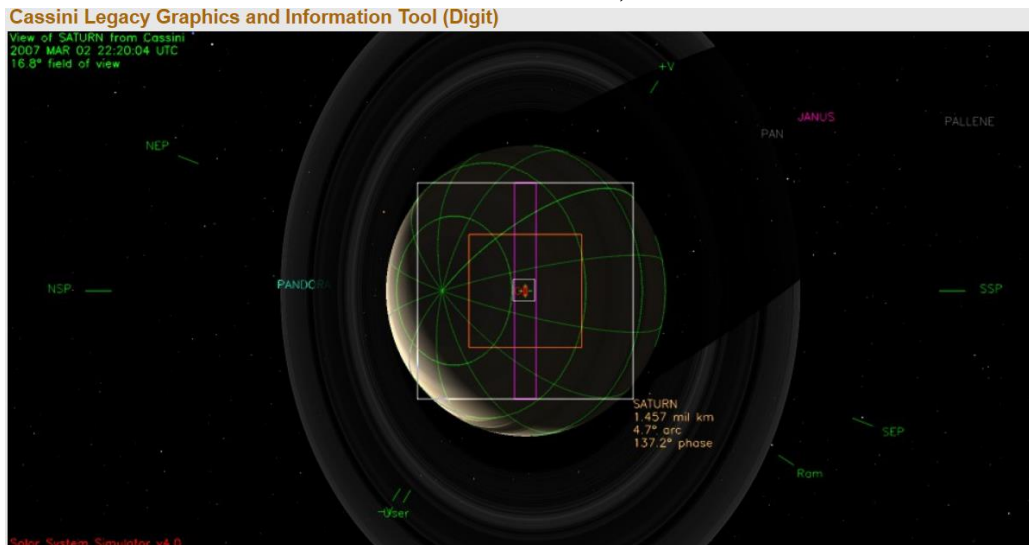 Cassini Legacy Graphics and Information Tool (Digit)
View of SATURN from Cassini
2007 MAR 02 22:20:04 UTC
16.8° field of view
+V
JANUS
PAN
PALLENE
NEP
NSP
PANDORA
SSP
SATURN
1.457 mil km
4.7° arc
137.2° phase
SEP
Ram
User
Solar System Simulator v4.0